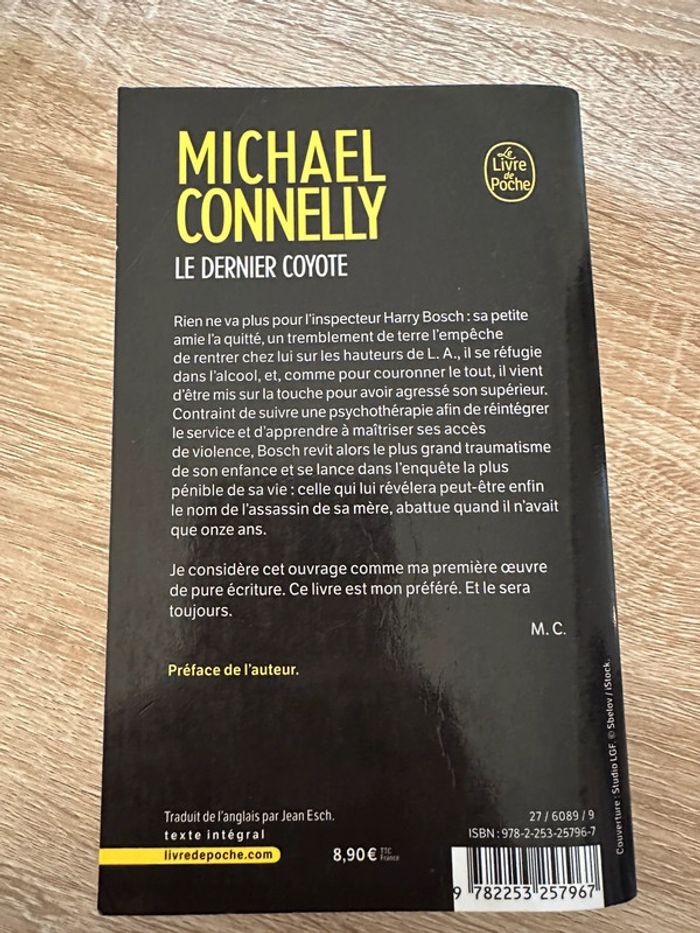 MICHAEL
CONNELLY
LE DERNIER COYOTE
Le
Livre
de
Poche
Rien ne va plus pour l'inspecteur Harry Bosch : sa petite
amie l'a quitté, un tremblement de terre l'empêche
de rentrer chez lui sur les hauteurs de L. A., il se réfugie
dans l'alcool, et, comme pour couronner le tout, il vient
d'être mis sur la touche pour avoir agressé son supérieur.
Contraint de suivre une psychothérapie afin de réintégrer
le service et d'apprendre à maîtriser ses accès
de violence, Bosch revit alors le plus grand traumatisme
de son enfance et se lance dans l'enquête la plus
pénible de sa vie : celle qui lui révélera peut-être enfin
le nom de l'assassin de sa mère, abattue quand il n'avait
que onze ans.
Je considère cet ouvrage comme ma première œuvre
de pure écriture. Ce livre est mon préféré. Et le sera
toujours.
M. C.
Préface de l'auteur.
Couverture : Studio LGF. © Sbelov / iStock.
Traduit de l'anglais par Jean Esch.
texte intégral
livredepoche.com
8,90 € TTC
France
27 / 6089 / 9
ISBN : 978-2-253-25796-7
9 782253 257967